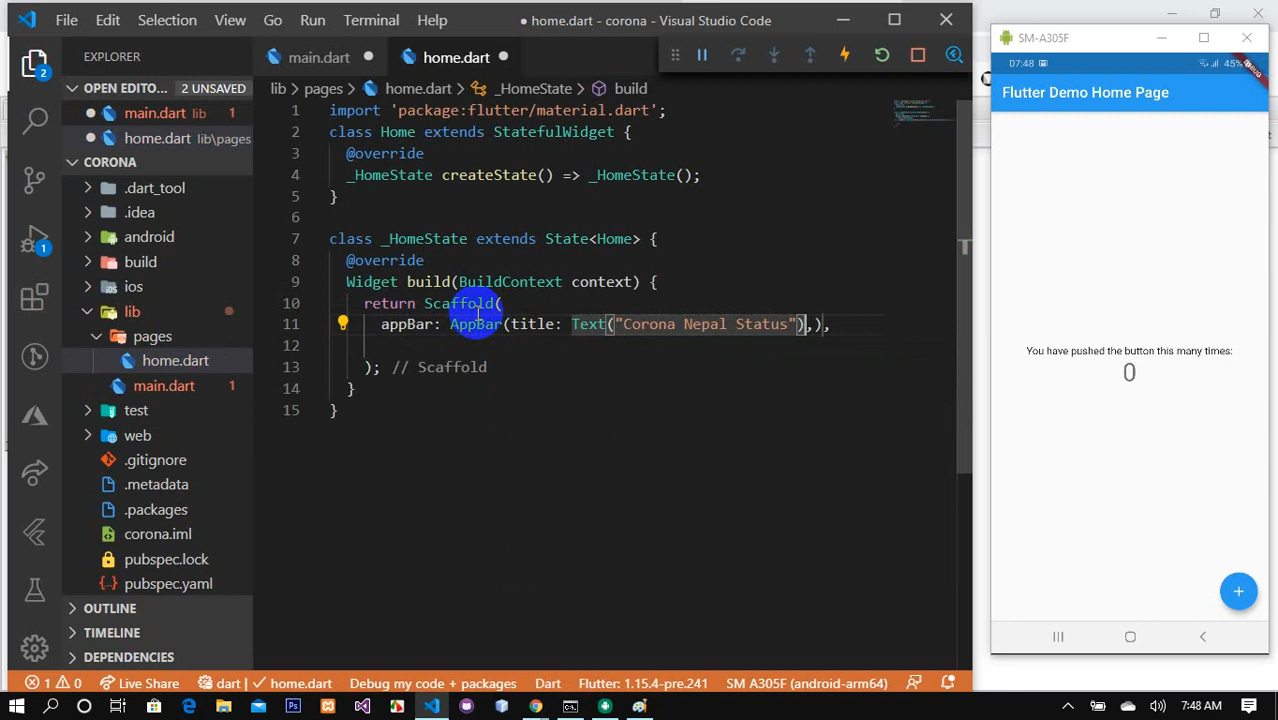 File Edit Selection View Go Run Terminal Help
● home.dart - corona - Visual Studio Code
EXPLORER
OPEN EDITO... 2 UNSAVED
main.dart lib 1
home.dart lib\pages
CORONA
.dart_tool
.idea
android
build
ios
lib
pages
home.dart
main.dart 1
test
web
.gitignore
.metadata
.packages
corona.iml
pubspec.lock
pubspec.yaml
OUTLINE
TIMELINE
DEPENDENCIES
2
1
main.dart
home.dart
lib > pages > home.dart > _HomeState > build
1 import 'package:flutter/material.dart';
2 class Home extends StatefulWidget {
3 @override
4 _HomeState createState() => _HomeState();
5 }
6
7 class _HomeState extends State<Home> {
8 @override
9 Widget build(BuildContext context) {
10 return Scaffold(
11 appBar: AppBar(title: Text("Corona Nepal Status"),),
12
13 ); // Scaffold
14 }
15 }
1 0 Live Share dart | home.dart Debug my code + packages Dart Flutter: 1.15.4-pre.241 SM A305F (android-arm64)
SM-A305F
07:48 45%
Flutter Demo Home Page
You have pushed the button this many times:
0
7:48 AM